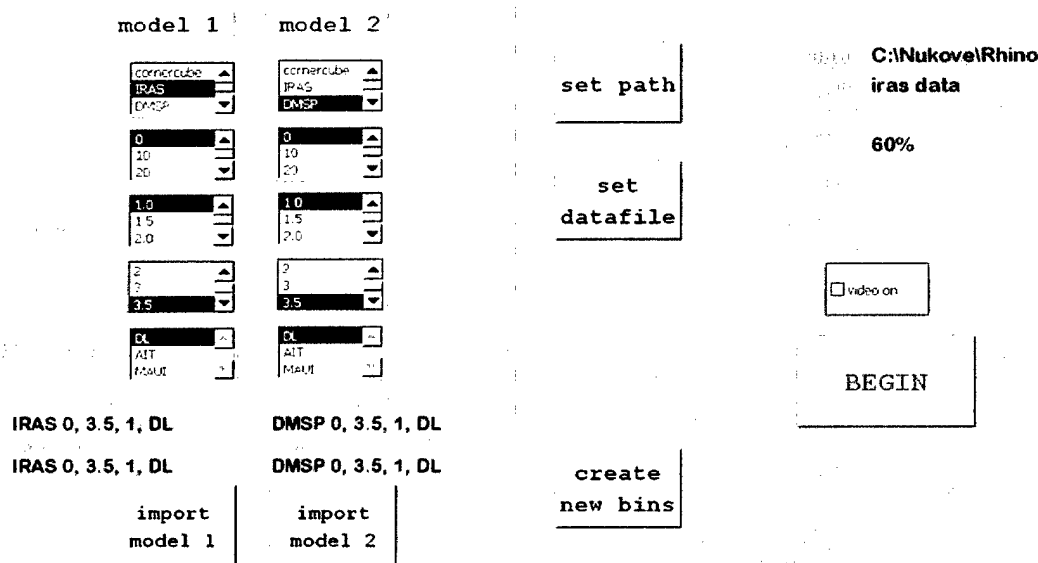 model 1
model 2
cornercube
IRAS
DMSP
cornercube
IRAS
DMSP
0
10
20
0
10
20
1.0
1.5
2.0
1.0
1.5
2.0
2
3
3.5
2
3
3.5
DL
AIT
MAUI
DL
AIT
MAUI
IRAS 0, 3.5, 1, DL
DMSP 0, 3.5, 1, DL
IRAS 0, 3.5, 1, DL
DMSP 0, 3.5, 1, DL
import
model 1
import
model 2
set path
set
datafile
create
new bins
C:\Nukove\Rhino
iras data
60%
video on
BEGIN